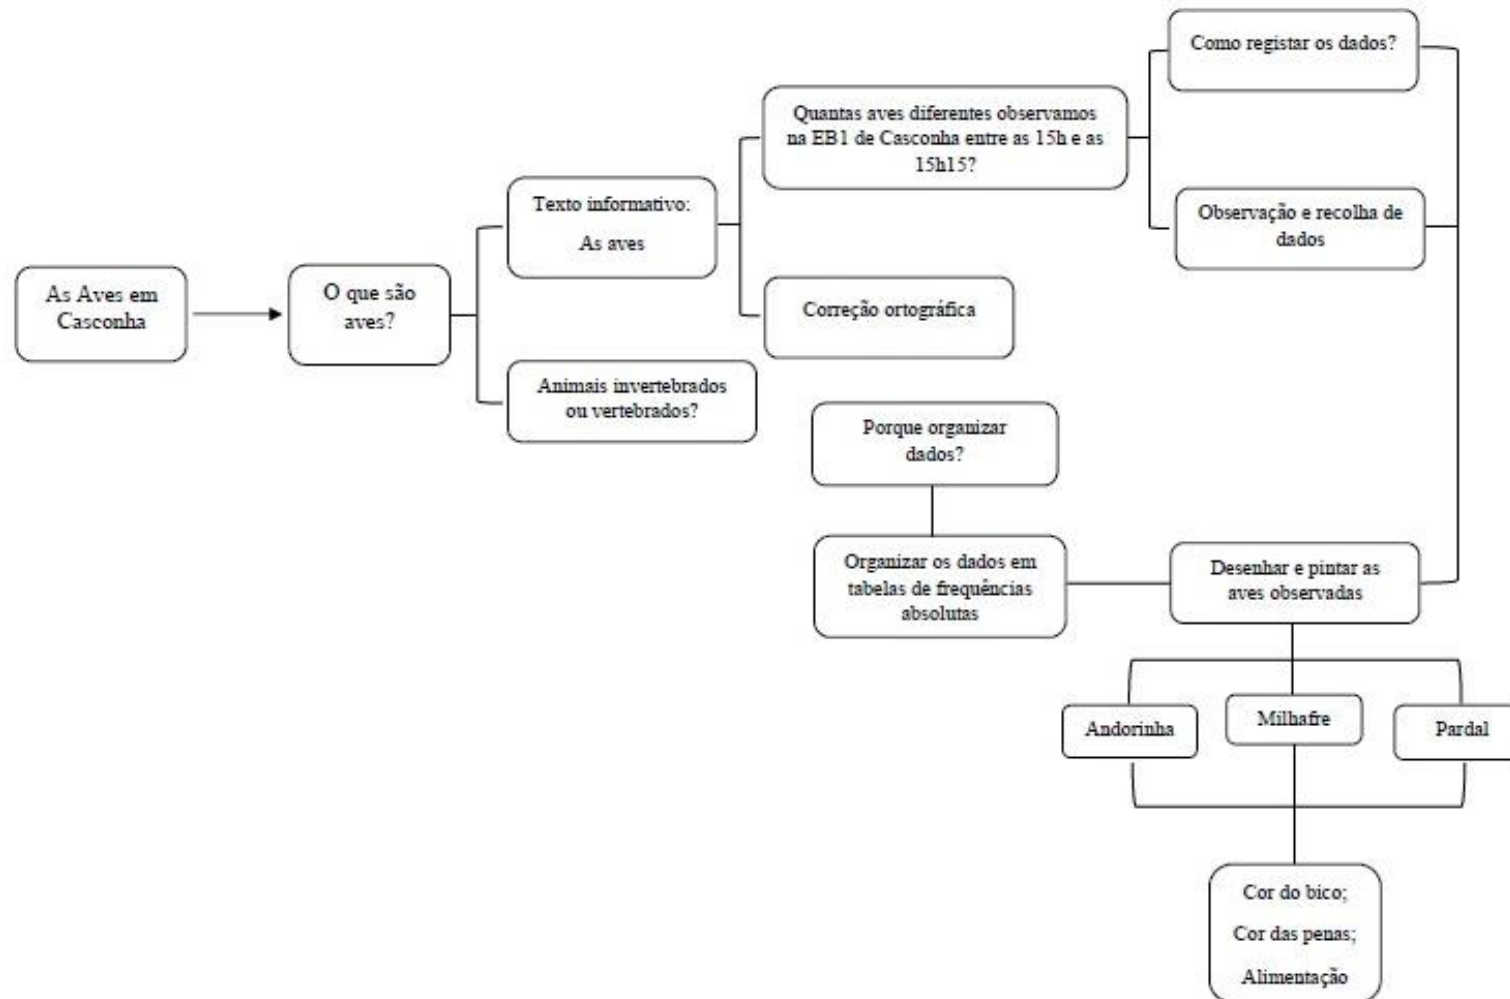 As Aves em
Casconha
O que são
aves?
Texto informativo:
As aves
Animais invertebrados
ou vertebrados?
Quantas aves diferentes observamos
na EB1 de Casconha entre as 15h e as
15h15?
Correção ortográfica
Como registar os dados?
Observação e recolha de
dados
Porque organizar
dados?
Organizar os dados em
tabelas de frequências
absolutas
Desenhar e pintar as
aves observadas
Andorinha
Milhafre
Pardal
Cor do bico;
Cor das penas;
Alimentação